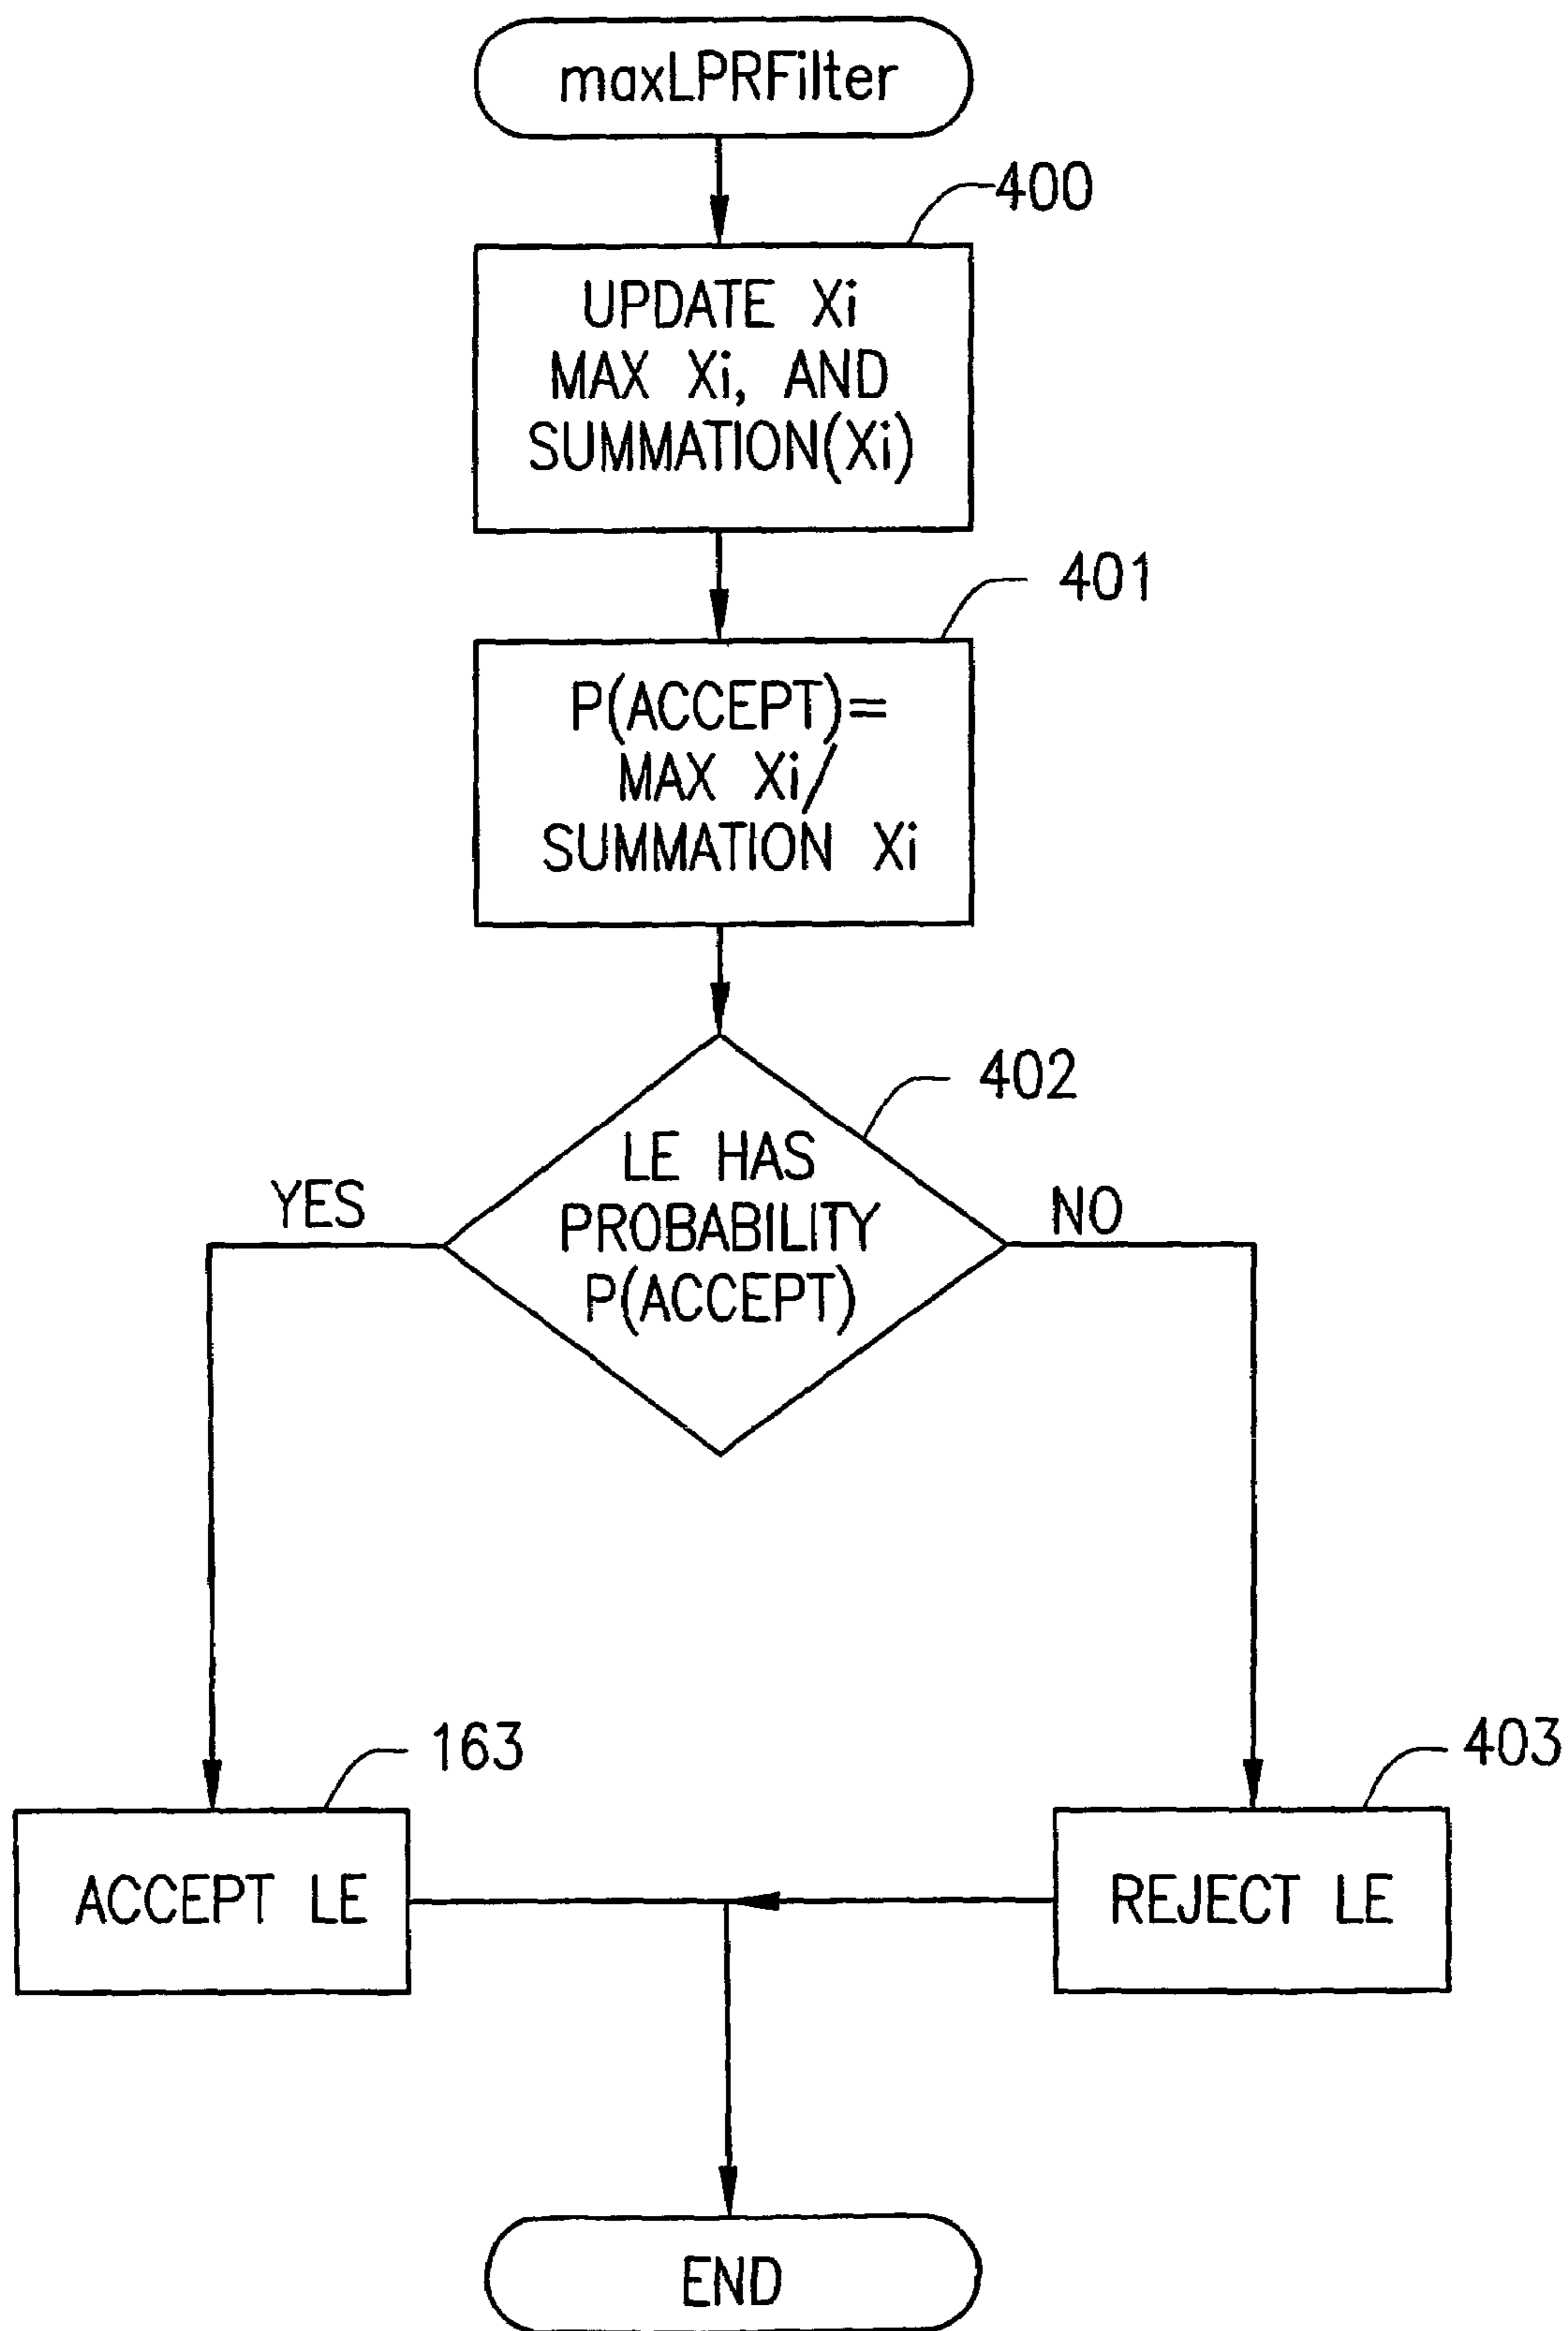 maxLPRFilter
400
UPDATE Xi
MAX Xi, AND
SUMMATION(Xi)
401
P(ACCEPT)=
MAX Xi/
SUMMATION Xi
402
LE HAS
PROBABILITY
P(ACCEPT)
YES
NO
163
403
ACCEPT LE
REJECT LE
END